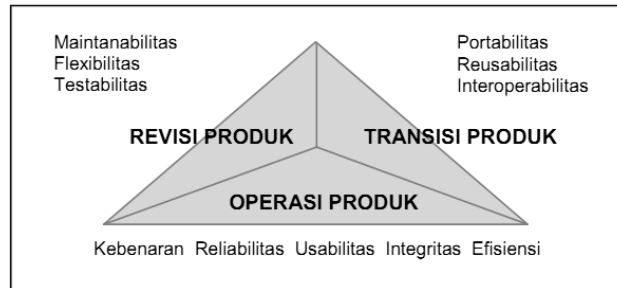 Maintanabilitas
Flexibilitas
Testabilitas
Portabilitas
Reusabilitas
Interoperabilitas
REVISI PRODUK
TRANSISI PRODUK
OPERASI PRODUK
Kebenaran Reliabilitas Usabilitas Integritas Efisiensi